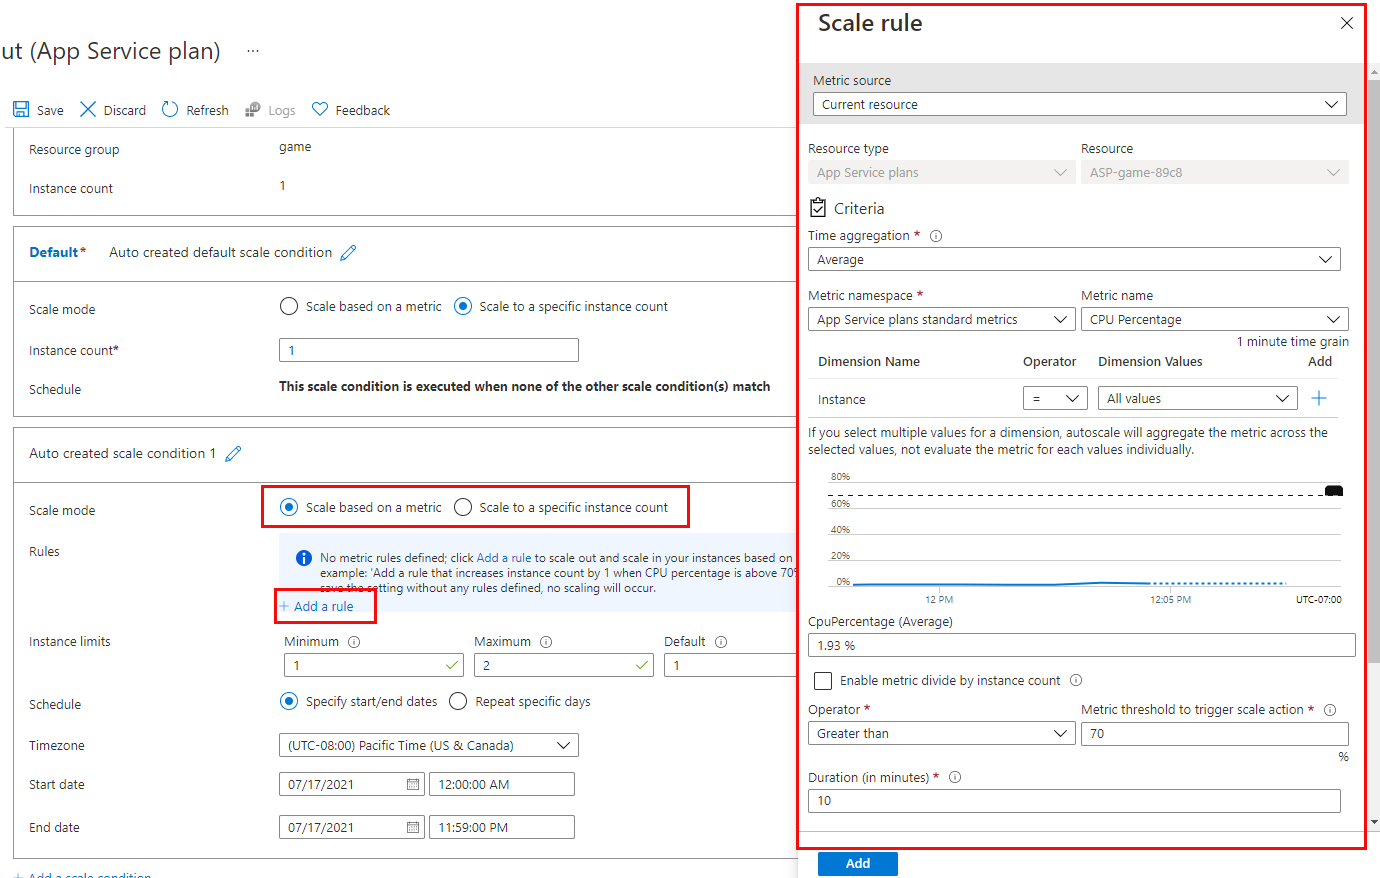 ut (App Service plan) ...
Save Discard Refresh Logs Feedback
Resource group game
Instance count 1
Default* Auto created default scale condition
Scale mode Scale based on a metric Scale to a specific instance count
Instance count* 1
Schedule This scale condition is executed when none of the other scale condition(s) match
Auto created scale condition 1
Scale mode Scale based on a metric Scale to a specific instance count
Rules
No metric rules defined; click Add a rule to scale out and scale in your instances based on
example: 'Add a rule that increases instance count by 1 when CPU percentage is above 70%
save the setting without any rules defined, no scaling will occur.
+ Add a rule
Instance limits Minimum Maximum Default
1 2 1
Schedule Specify start/end dates Repeat specific days
Timezone (UTC-08:00) Pacific Time (US & Canada)
Start date 07/17/2021 12:00:00 AM
End date 07/17/2021 11:59:00 PM
+ Add a scale condition
Scale rule
Metric source
Current resource
Resource type Resource
App Service plans ASP-game-89c8
Criteria
Time aggregation *
Average
Metric namespace * Metric name
App Service plans standard metrics CPU Percentage
1 minute time grain
Dimension Name Operator Dimension Values Add
Instance = All values +
If you select multiple values for a dimension, autoscale will aggregate the metric across the
selected values, not evaluate the metric for each values individually.
80%
60%
40%
20%
0%
12 PM 12:05 PM UTC-07:00
CpuPercentage (Average)
1.93 %
Enable metric divide by instance count
Operator * Metric threshold to trigger scale action *
Greater than 70
%
Duration (in minutes) *
10
Add